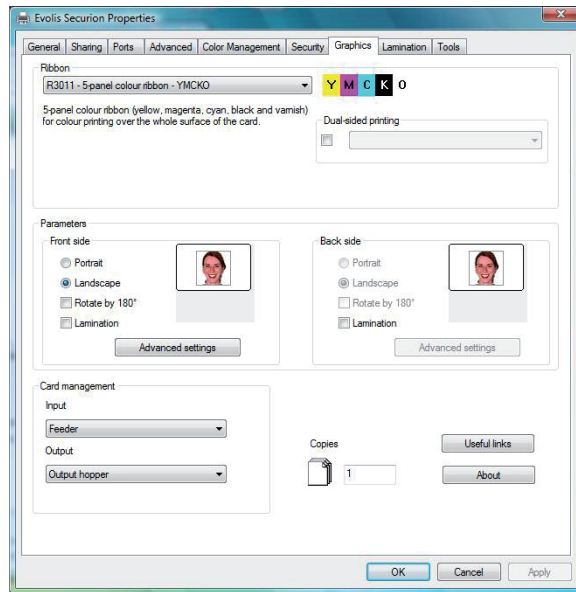 Evolis Securion Properties
General Sharing Ports Advanced Color Management Security Graphics Lamination Tools
Ribbon
R3011 - 5-panel colour ribbon - YMCKO
Y M C K O
5-panel colour ribbon (yellow, magenta, cyan, black and varnish)
for colour printing over the whole surface of the card.
Dual-sided printing
Parameters
Front side
Portrait
Landscape
Rotate by 180°
Lamination
Advanced settings
Back side
Portrait
Landscape
Rotate by 180°
Lamination
Advanced settings
Card management
Input
Feeder
Output
Output hopper
Copies
1
Useful links
About
OK Cancel Apply